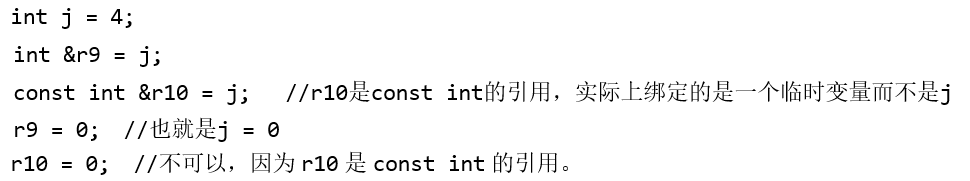 int j = 4;
int &r9 = j;
const int &r10 = j;   //r10是const int的引用，实际上绑定的是一个临时变量而不是j
r9 = 0;  //也就是j = 0
r10 = 0;  //不可以，因为 r10 是 const int 的引用。